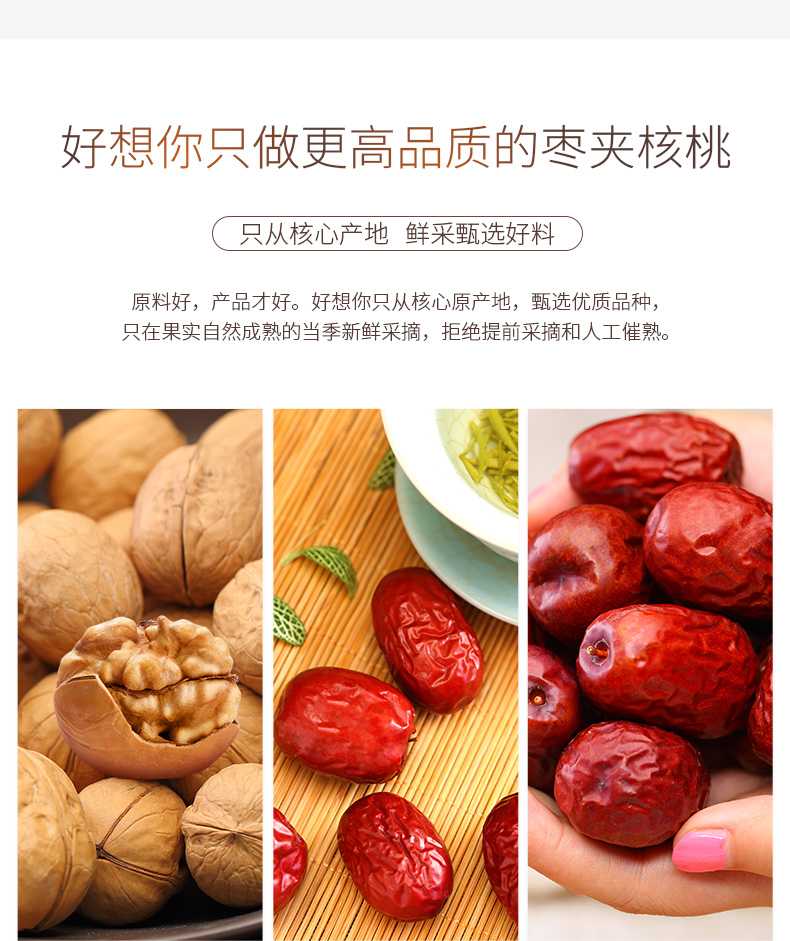 好想你只做更高品质的枣夹核桃
只从核心产地 鲜采甄选好料
原料好，产品才好。好想你只从核心原产地，甄选优质品种，
只在果实自然成熟的当季新鲜采摘，拒绝提前采摘和人工催熟。